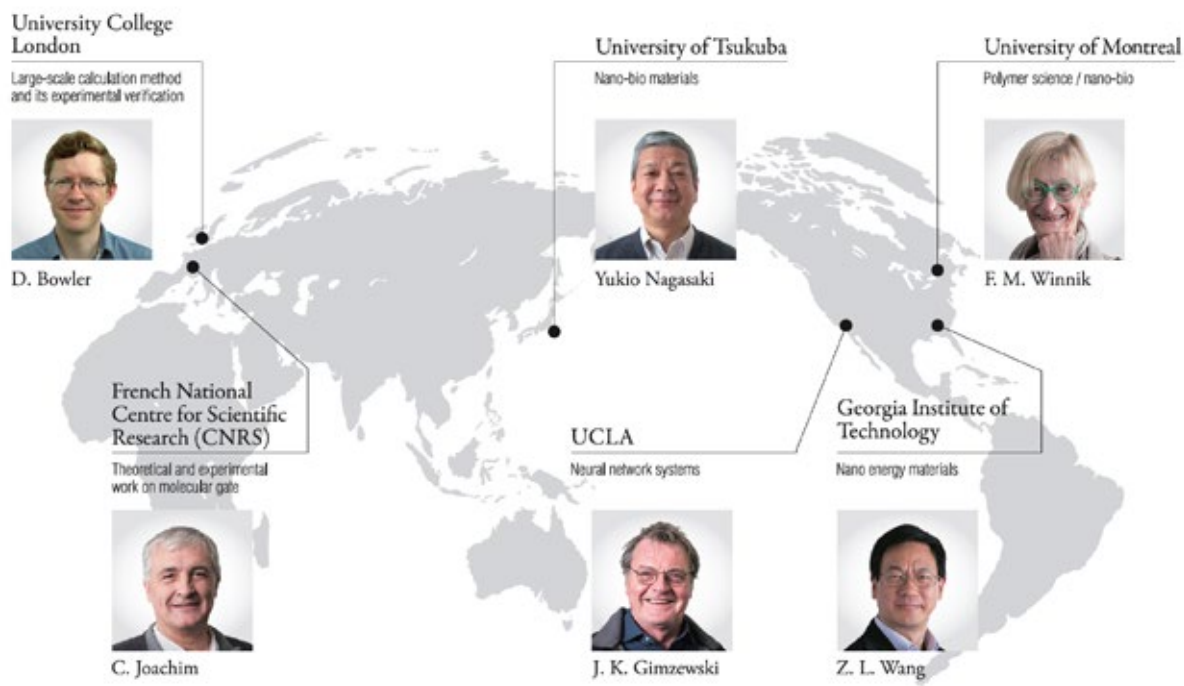 University College
London
Large-scale calculation method
and its experimental verification
D. Bowler
University of Tsukuba
Nano-bio materials
Yukio Nagasaki
University of Montreal
Polymer science / nano-bio
F. M. Winnik
French National
Centre for Scientific
Research (CNRS)
Theoretical and experimental
work on molecular gate
C. Joachim
UCLA
Neural network systems
J. K. Gimzewski
Georgia Institute of
Technology
Nano energy materials
Z. L. Wang